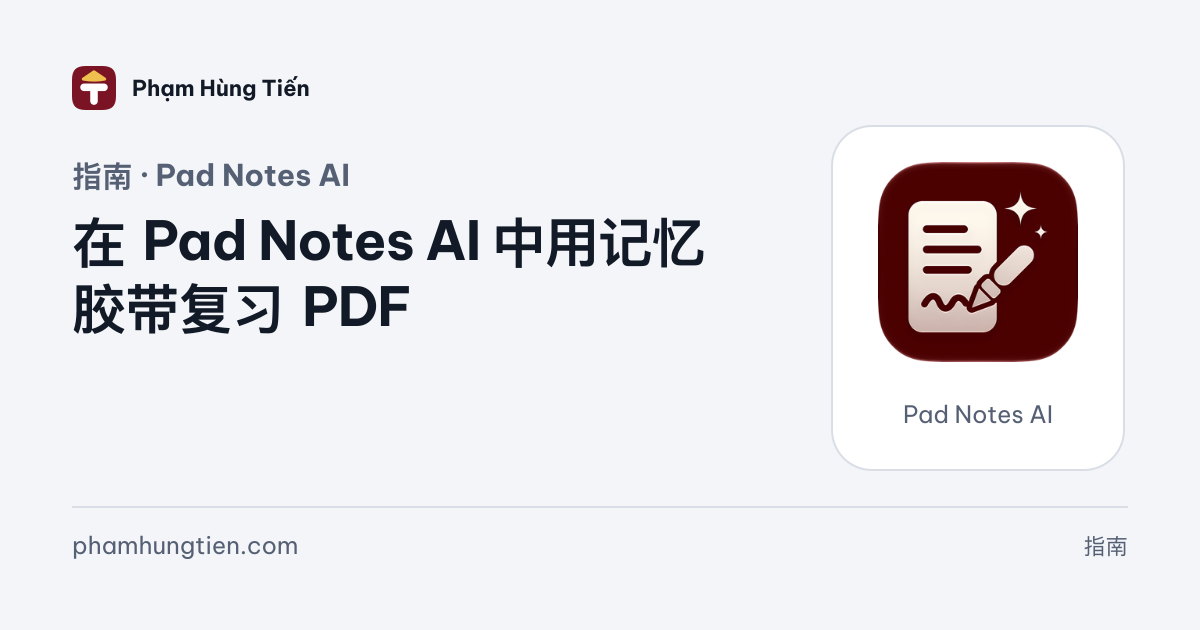 Phạm Hùng Tiến
指南 · Pad Notes AI
在 Pad Notes AI 中用记忆
胶带复习 PDF
Pad Notes AI
phamhungtien.com
指南